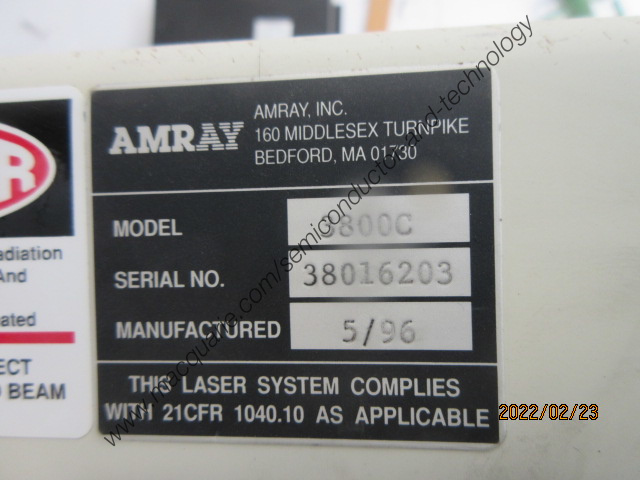 AMRAY
AMRAY, INC.
160 MIDDLESEX TURNPIKE
BEDFORD, MA 01730
MODEL 3800C
SERIAL NO. 38016203
MANUFACTURED 5/96
THIS LASER SYSTEM COMPLIES
WITH 21CFR 1040.10 AS APPLICABLE
R
adiation
And
ated
ECT
BEAM
www.macquarie.com/semiconductor-and-technology
2022/02/23